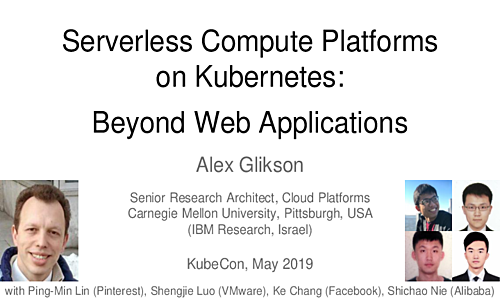 Serverless Compute Platforms
on Kubernetes:
Beyond Web Applications
Alex Glikson
Senior Research Architect, Cloud Platforms
Carnegie Mellon University, Pittsburgh, USA
(IBM Research, Israel)
KubeCon, May 2019
with Ping-Min Lin (Pinterest), Shengjie Luo (VMware), Ke Chang (Facebook), Shichao Nie (Alibaba)